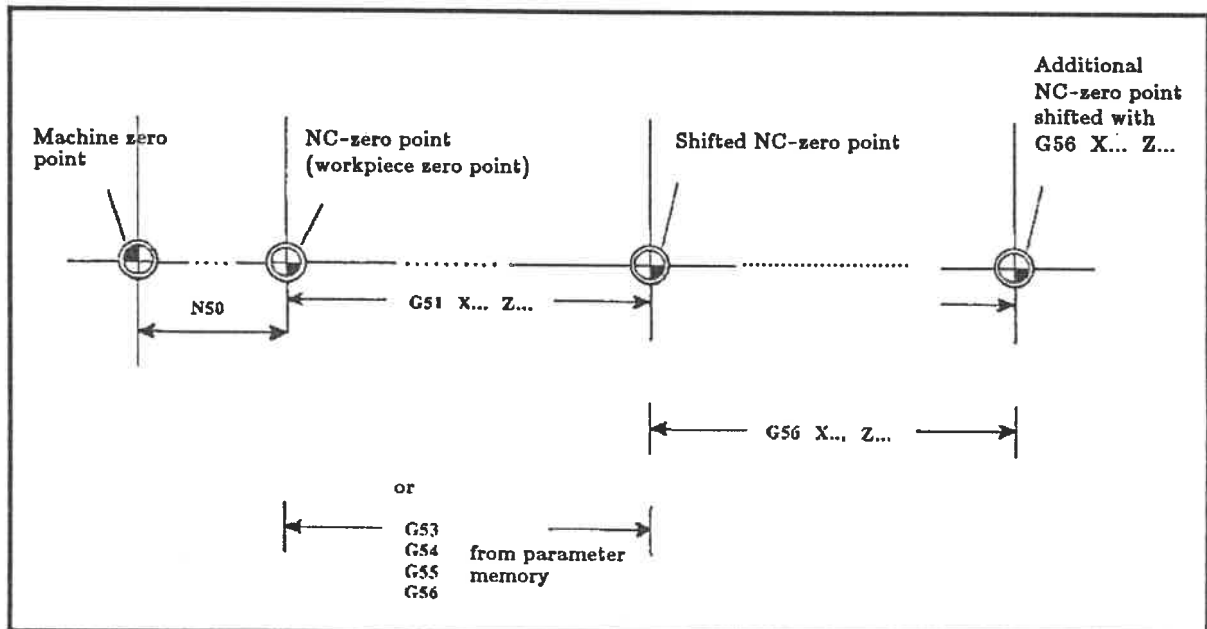 Additional
NC-zero point
shifted with
G56 X... Z...
Machine zero
point
NC-zero point
(workpiece zero point)
Shifted NC-zero point
N50
G51 X... Z...
G56 X... Z...
or
G53
G54
G55
G56
from parameter
memory